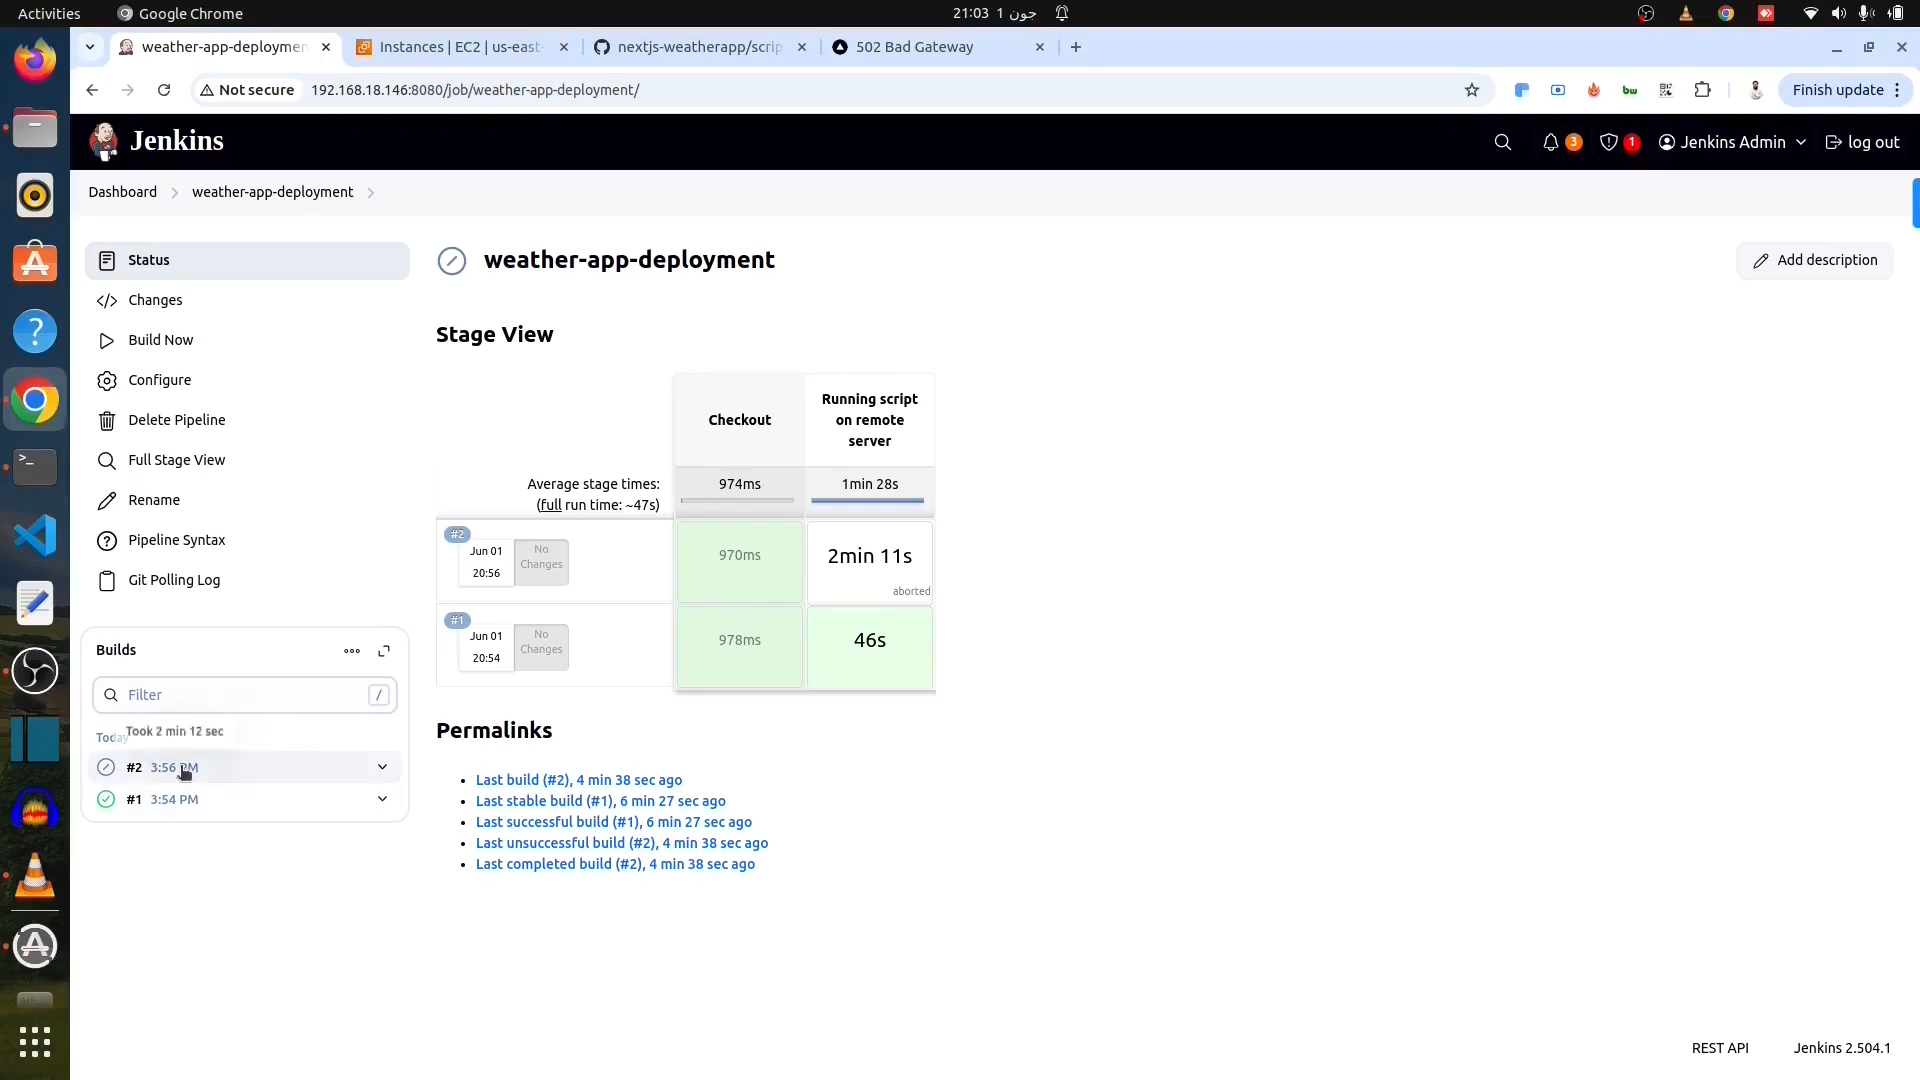 Activities
Google Chrome
21:03 1 جون
weather-app-deploymen
Instances | EC2 | us-east-
nextjs-weatherapp/scrip
502 Bad Gateway
Not secure
192.168.18.146:8080/job/weather-app-deployment/
Finish update
Jenkins
3
1
Jenkins Admin
log out
Dashboard
weather-app-deployment
Status
Changes
Build Now
Configure
Delete Pipeline
Full Stage View
Rename
Pipeline Syntax
Git Polling Log
Builds
Filter
/
Today
Took 2 min 12 sec
#2 3:56 PM
#1 3:54 PM
weather-app-deployment
Add description
Stage View
Checkout
Running script
on remote
server
Average stage times:
(full run time: ~47s)
974ms
1min 28s
#2
Jun 01
20:56
No
Changes
970ms
2min 11s
aborted
#1
Jun 01
20:54
No
Changes
978ms
46s
Permalinks
Last build (#2), 4 min 38 sec ago
Last stable build (#1), 6 min 27 sec ago
Last successful build (#1), 6 min 27 sec ago
Last unsuccessful build (#2), 4 min 38 sec ago
Last completed build (#2), 4 min 38 sec ago
REST API
Jenkins 2.504.1